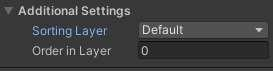 Additional Settings
Sorting Layer Default
Order in Layer 0